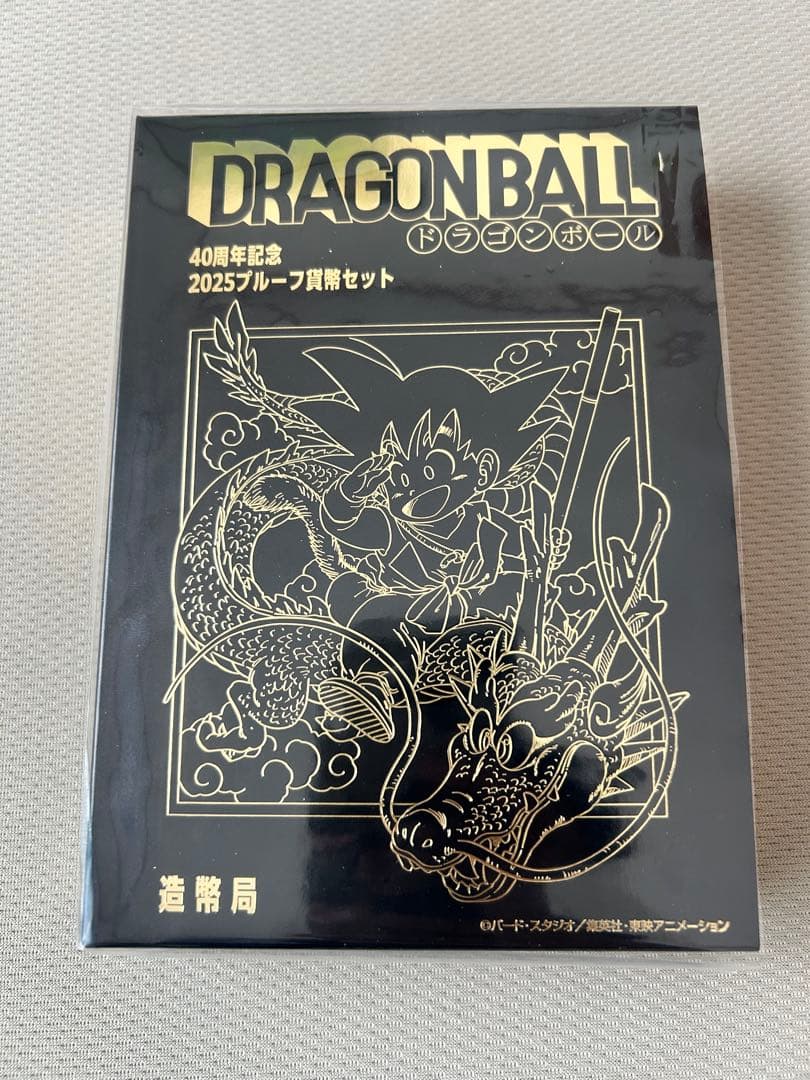 DRAGON BALL
ドラゴンボール
40周年記念
2025プルーフ貨幣セット
造幣局
©バード・スタジオ／集英社・東映アニメーション